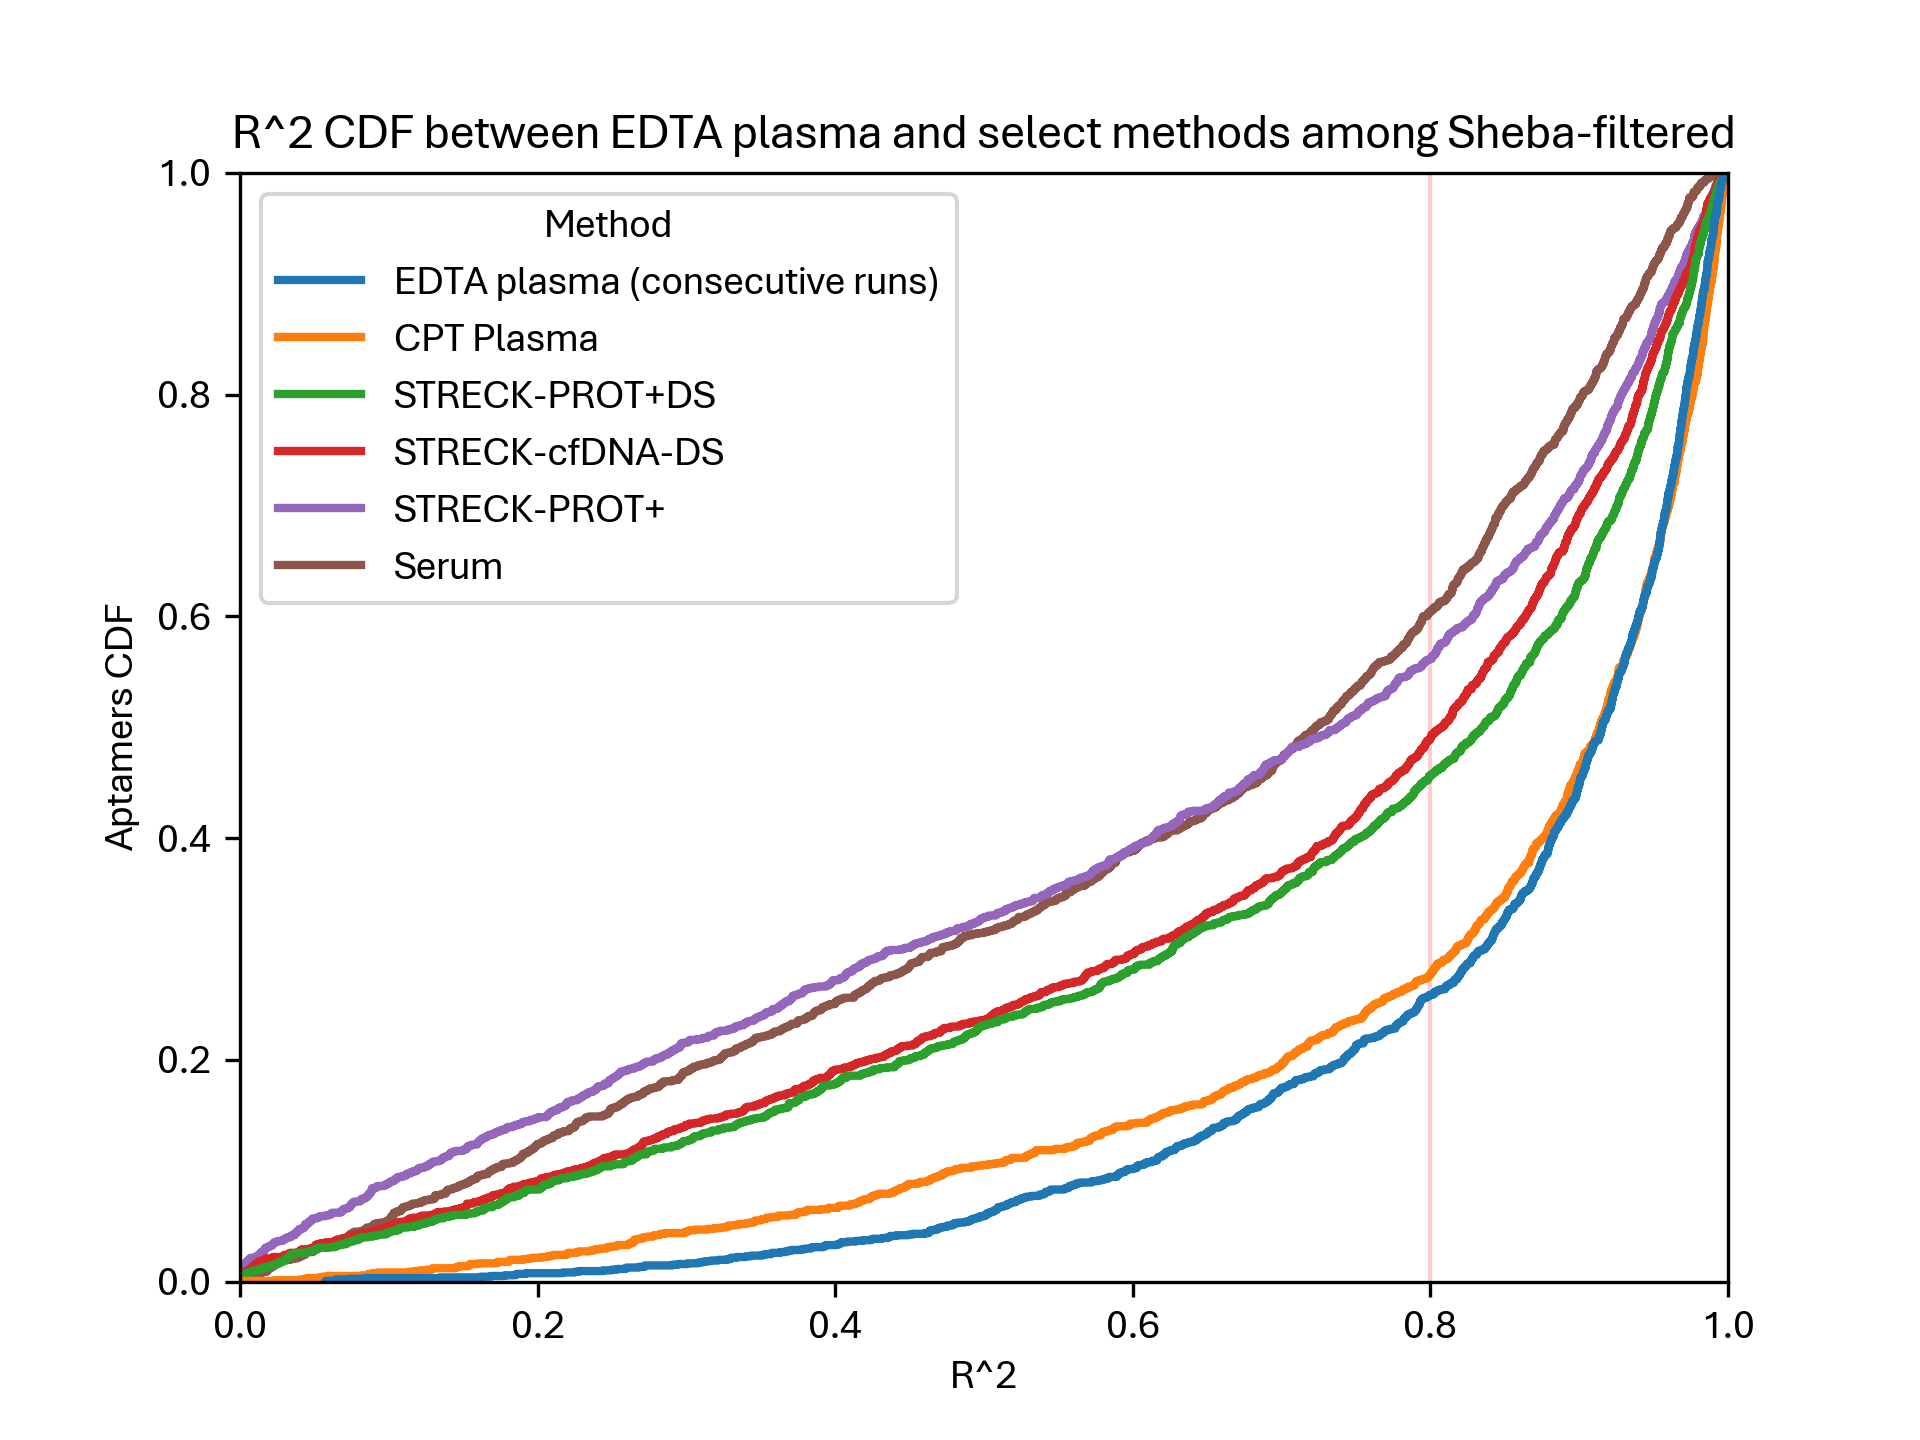 R^2 CDF between EDTA plasma and select methods among Sheba-filtered
1.0
0.8
0.6
0.4
0.2
0.0
Aptamers CDF
Method
EDTA plasma (consecutive runs)
CPT Plasma
STRECK-PROT+DS
STRECK-cfDNA-DS
STRECK-PROT+
Serum
0.0 0.2 0.4 0.6 0.8 1.0
R^2